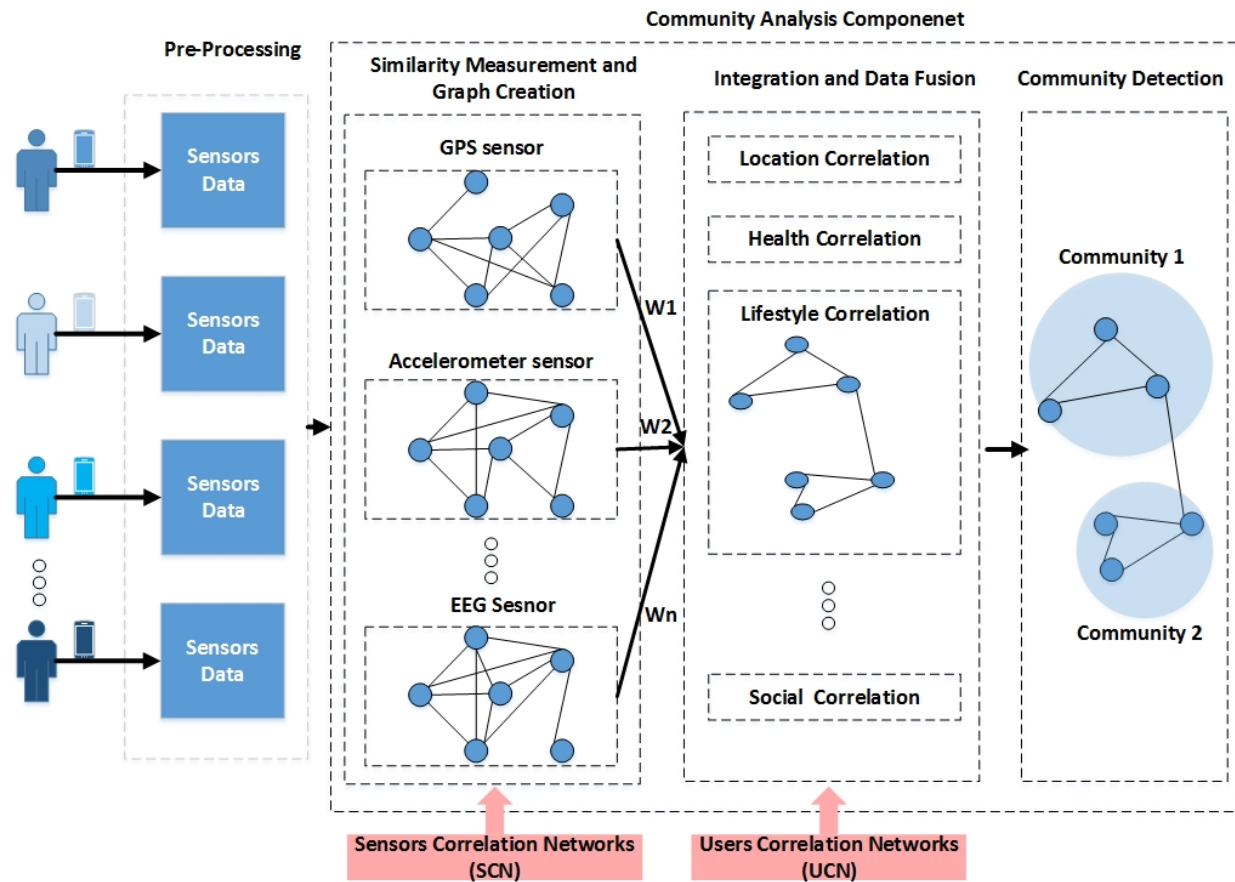 Community Analysis Componenet
Pre-Processing
Similarity Measurement and
Graph Creation
Integration and Data Fusion
Community Detection
Sensors
Data
Sensors
Data
Sensors
Data
Sensors
Data
GPS sensor
Accelerometer sensor
EEG Sesnor
W1
W2
Wn
Location Correlation
Health Correlation
Lifestyle Correlation
Social Correlation
Community 1
Community 2
Sensors Correlation Networks
(SCN)
Users Correlation Networks
(UCN)